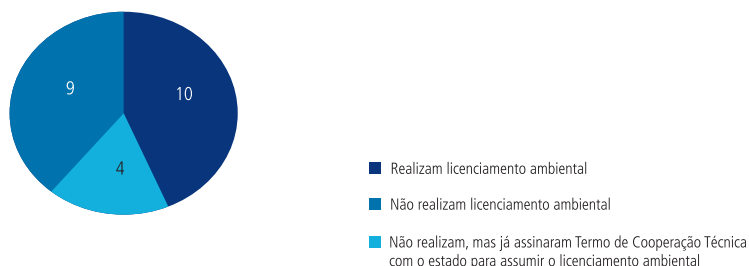 9
10
4
Realizam licenciamento ambiental
Não realizam licenciamento ambiental
Não realizam, mas já assinaram Termo de Cooperação Técnica
com o estado para assumir o licenciamento ambiental